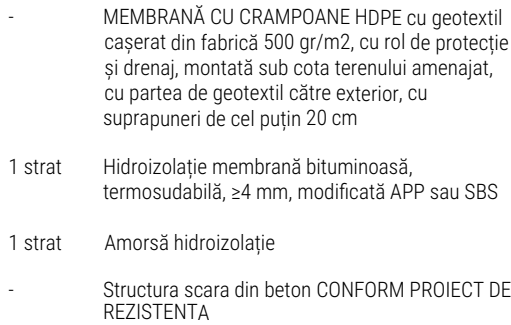 - MEMBRANĂ CU CRAMPOANE HDPE cu geotextil
cașerat din fabrică 500 gr/m2, cu rol de protecție
și drenaj, montată sub cota terenului amenajat,
cu partea de geotextil către exterior, cu
suprapuneri de cel puțin 20 cm
1 strat Hidroizolație membrană bituminoasă,
termosudabilă, ≥4 mm, modificată APP sau SBS
1 strat Amorsă hidroizolație
- Structura scara din beton CONFORM PROIECT DE
REZISTENTA